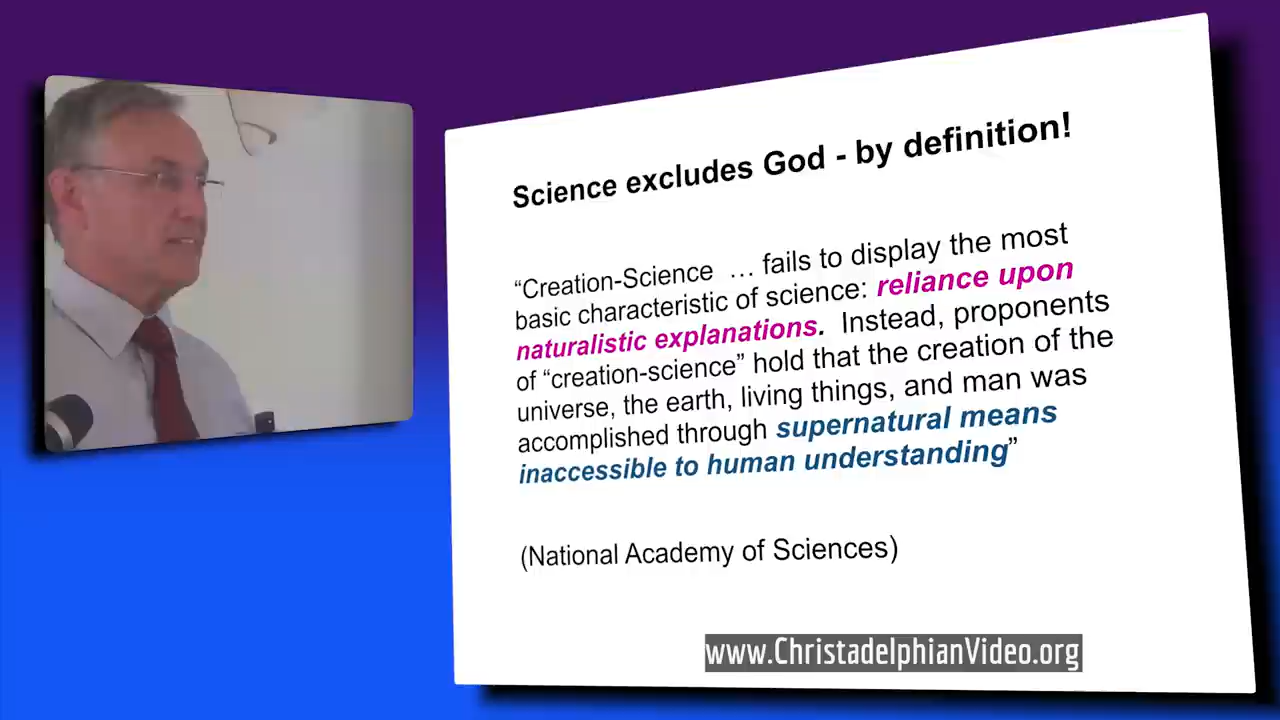 Science excludes God - by definition!
“Creation-Science … fails to display the most
basic characteristic of science: reliance upon
naturalistic explanations. Instead, proponents
of “creation-science” hold that the creation of the
universe, the earth, living things, and man was
accomplished through supernatural means
inaccessible to human understanding”
(National Academy of Sciences)
www.ChristadelphianVideo.org